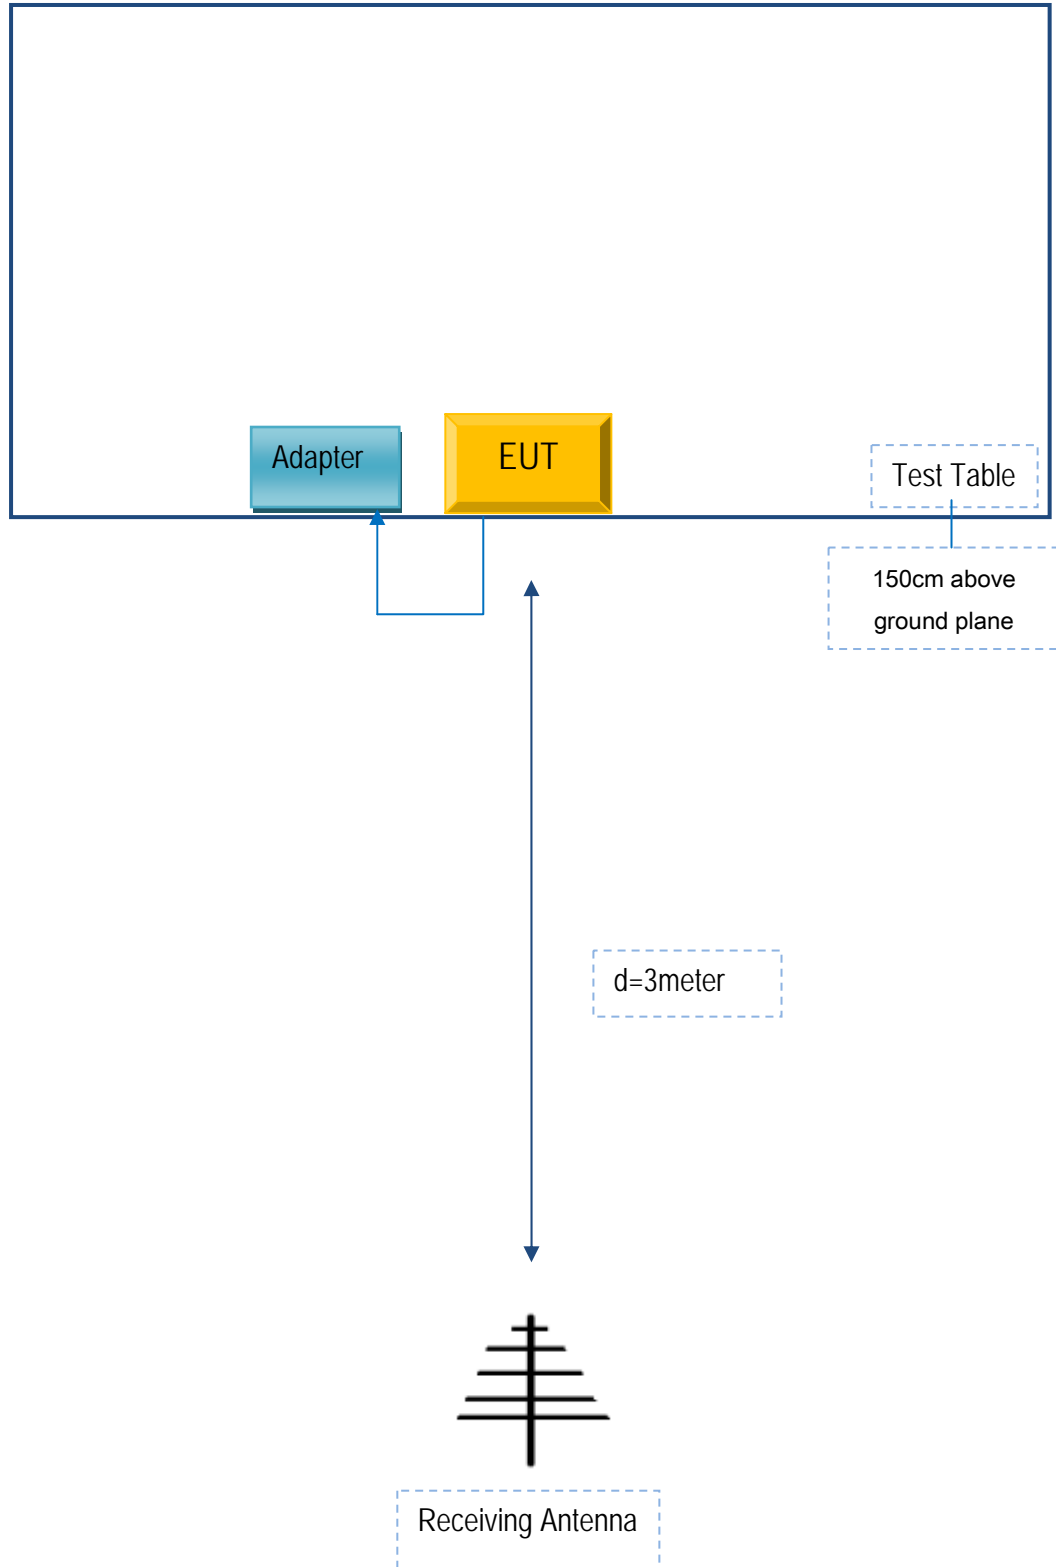 Adapter
EUT
Test Table
150cm above
ground plane
d=3meter
Receiving Antenna